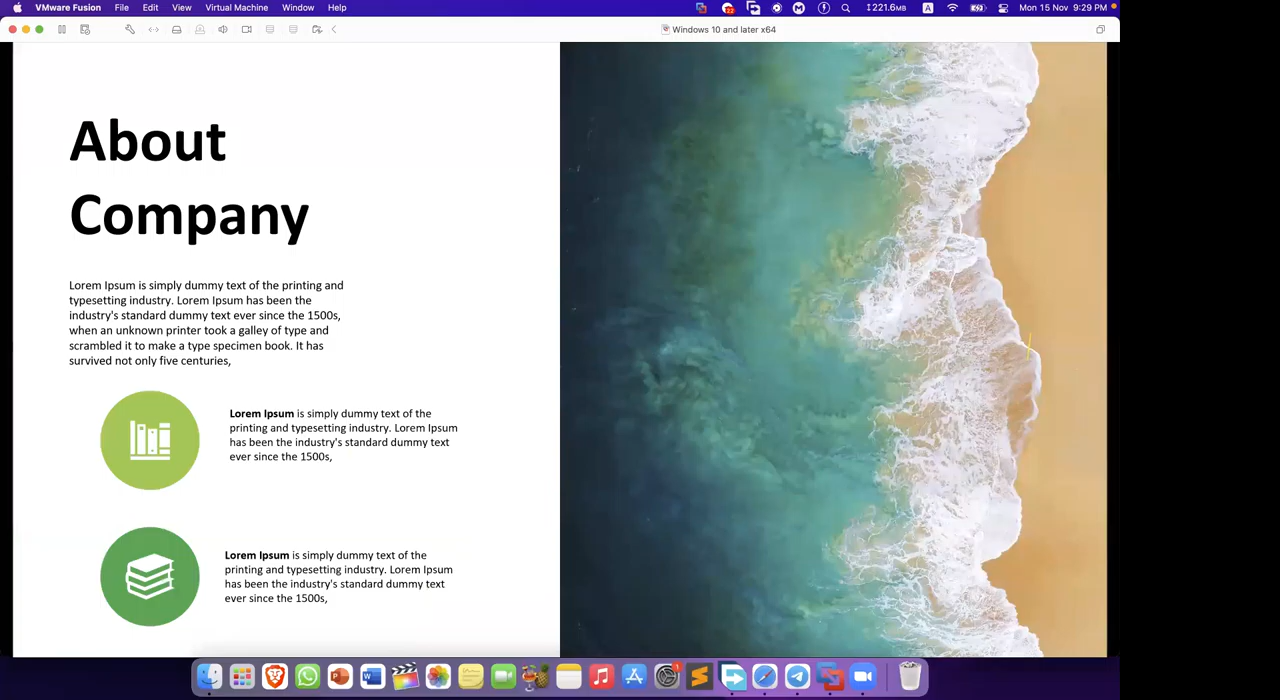 VMware Fusion File Edit View Virtual Machine Window Help
221.6MB A Mon 15 Nov 9:29 PM
Windows 10 and later x64
About
Company
Lorem Ipsum is simply dummy text of the printing and
typesetting industry. Lorem Ipsum has been the
industry's standard dummy text ever since the 1500s,
when an unknown printer took a galley of type and
scrambled it to make a type specimen book. It has
survived not only five centuries,
Lorem Ipsum is simply dummy text of the
printing and typesetting industry. Lorem Ipsum
has been the industry's standard dummy text
ever since the 1500s,
Lorem Ipsum is simply dummy text of the
printing and typesetting industry. Lorem Ipsum
has been the industry's standard dummy text
ever since the 1500s,